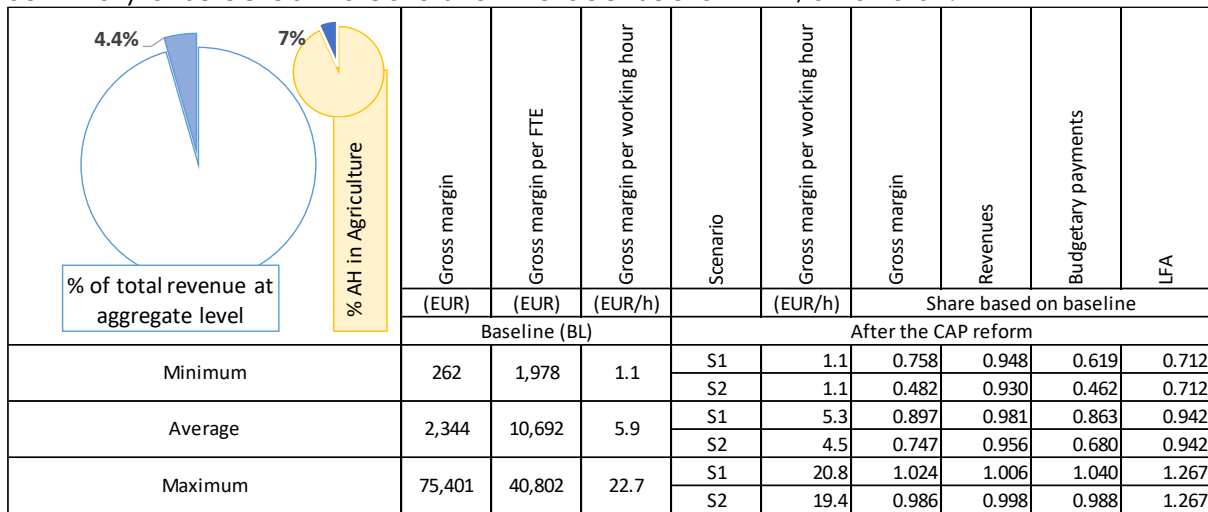 4.4%
7%
% of total revenue at
aggregate level
% AH in Agriculture
Gross margin
Gross margin per FTE
Gross margin per working hour
Scenario
Gross margin per working hour
Gross margin
Revenues
Budgetary payments
LFA
(EUR) (EUR) (EUR/h) (EUR/h) Share based on baseline
Baseline (BL) After the CAP reform
Minimum 262 1,978 1.1 S1 1.1 0.758 0.948 0.619 0.712
S2 1.1 0.482 0.930 0.462 0.712
Average 2,344 10,692 5.9 S1 5.3 0.897 0.981 0.863 0.942
S2 4.5 0.747 0.956 0.680 0.942
Maximum 75,401 40,802 22.7 S1 20.8 1.024 1.006 1.040 1.267
S2 19.4 0.986 0.998 0.988 1.267